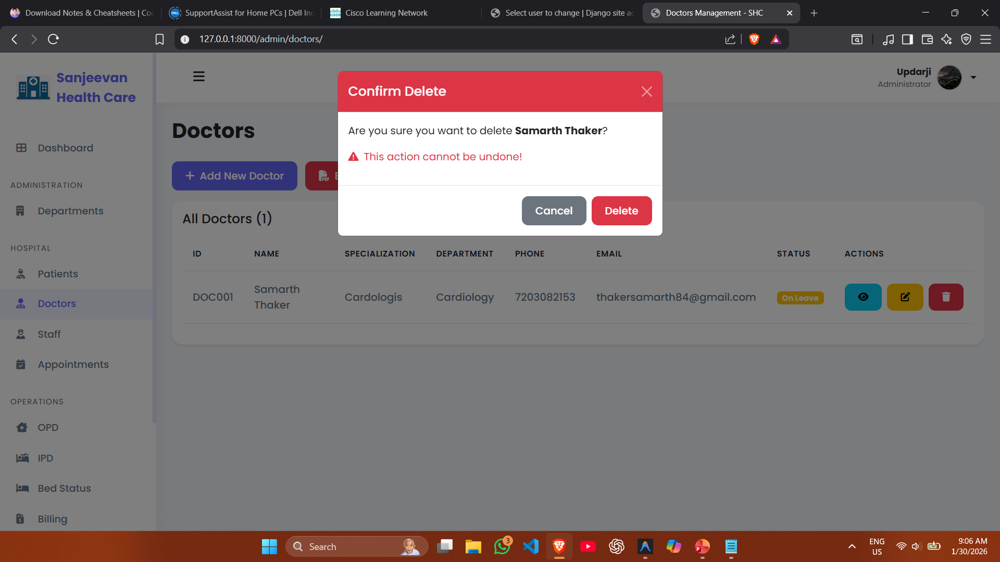 Download Notes & Cheatsheets | Co
SupportAssist for Home PCs | Dell In
Cisco Learning Network
Select user to change | Django site a
Doctors Management - SHC
127.0.0.1:8000/admin/doctors/
Sanjeevan
Health Care
Updarji
Administrator
Dashboard
ADMINISTRATION
Departments
HOSPITAL
Patients
Doctors
Staff
Appointments
OPERATIONS
OPD
IPD
Bed Status
Billing
Doctors
Add New Doctor
PDF
Confirm Delete
Are you sure you want to delete Samarth Thaker?
This action cannot be undone!
Cancel
Delete
All Doctors (1)
ID NAME SPECIALIZATION DEPARTMENT PHONE EMAIL STATUS ACTIONS
DOC001 Samarth Thaker Cardologis Cardiology 7203082153 thakersamarth84@gmail.com On Leave
Search
3
ENG
US
9:06 AM
1/30/2026